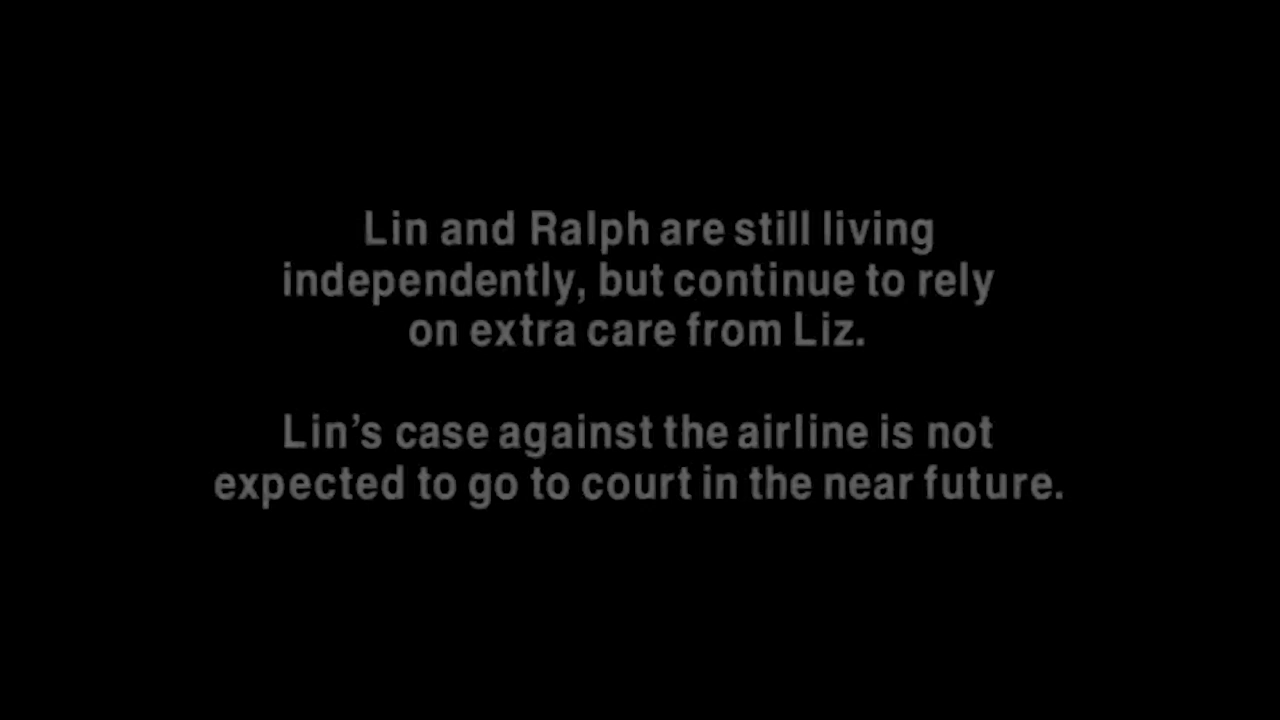 Lin and Ralph are still living
independently, but continue to rely
on extra care from Liz.
Lin’s case against the airline is not
expected to go to court in the near future.